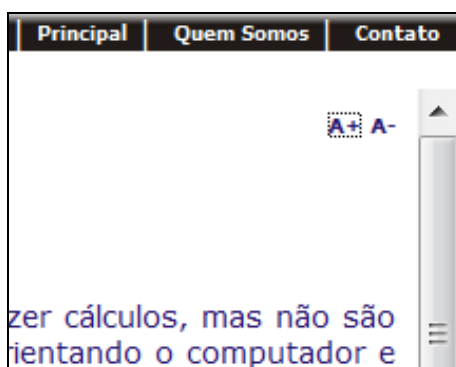 Principal Quem Somos Contato
A+ A-
zer cálculos, mas não são
rientando o computador e